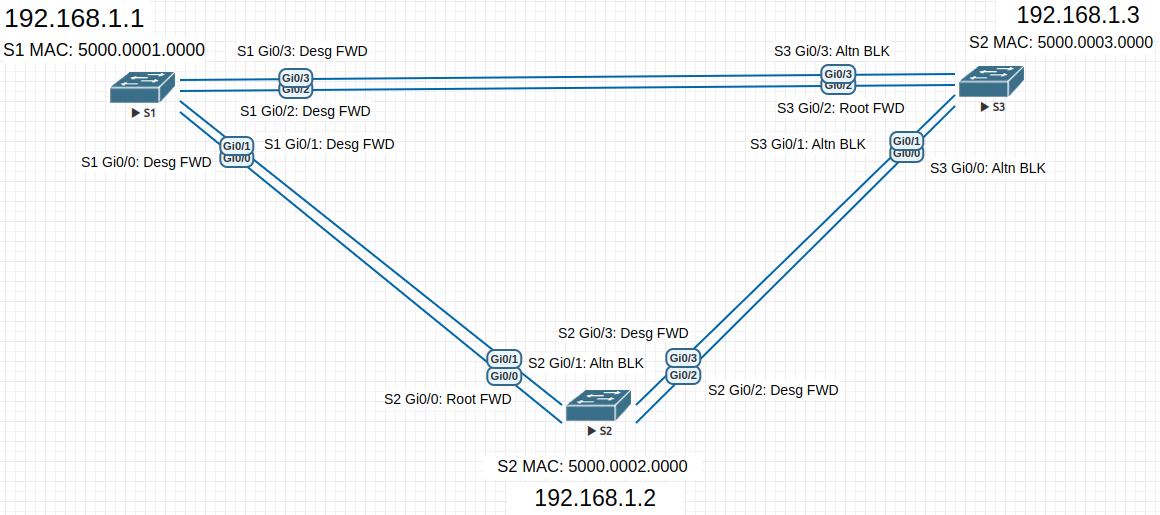 192.168.1.1
192.168.1.3
S1 MAC: 5000.0001.0000
S1 Gi0/3: Desg FWD
S3 Gi0/3: Altn BLK
S2 MAC: 5000.0003.0000
Gi0/3
Gi0/2
Gi0/3
Gi0/2
S1
S1 Gi0/2: Desg FWD
S3 Gi0/2: Root FWD
S3
S1 Gi0/0: Desg FWD
Gi0/1
Gi0/0
S1 Gi0/1: Desg FWD
S3 Gi0/1: Altn BLK
Gi0/1
Gi0/0
S3 Gi0/0: Altn BLK
S2 Gi0/3: Desg FWD
Gi0/1
Gi0/0
S2 Gi0/1: Altn BLK
Gi0/3
Gi0/2
S2 Gi0/0: Root FWD
S2 Gi0/2: Desg FWD
S2
S2 MAC: 5000.0002.0000
192.168.1.2